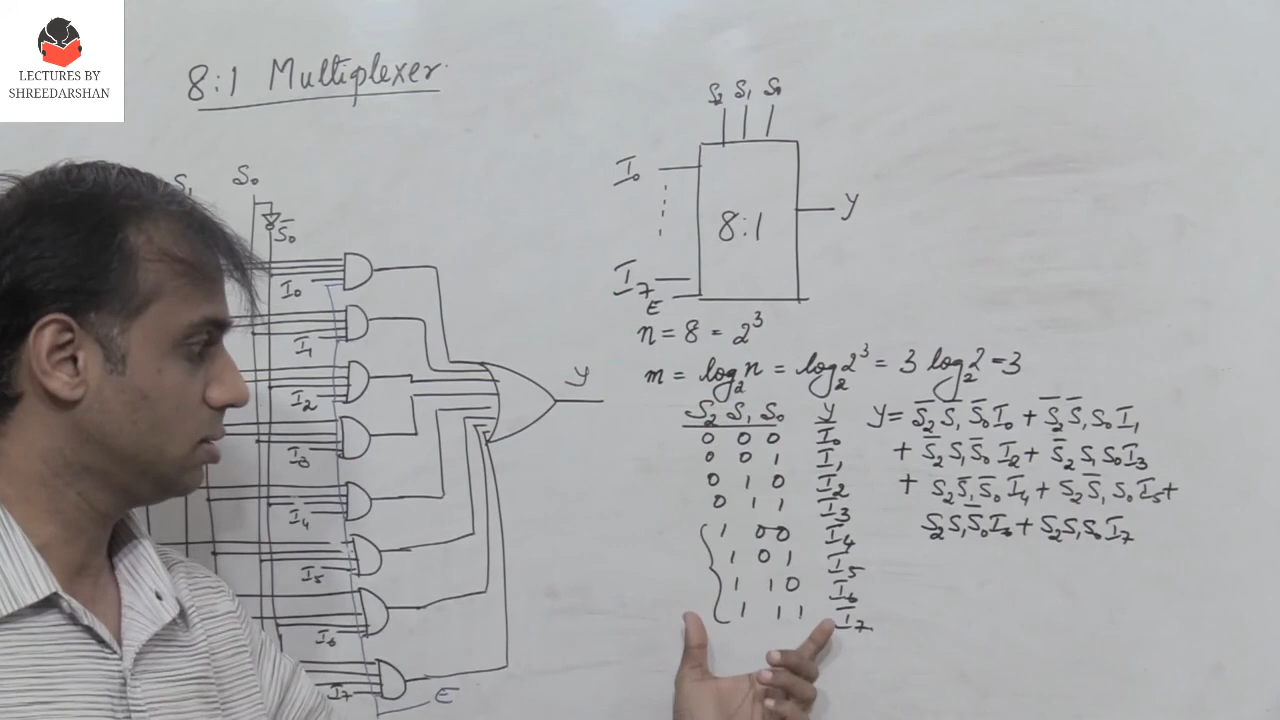 LECTURES BY
SHREEDARSHAN
8:1 Multiplexer
S₁ S₀
S̅₀
I₀
I₁
I₂
I₃
I₄
I₅
I₆
I₇
E
Y
S₂ S₁ S₀
I₀
8:1
Y
I₇
E
n = 8 = 2³
m = log₂n = log₂2³ = 3 log₂2 = 3
S₂ S₁ S₀ Y
0 0 0 I₀
0 0 1 I₁
0 1 0 I₂
0 1 1 I₃
1 0 0 I₄
1 0 1 I₅
1 1 0 I₆
1 1 1 I₇
Y = S̅₂S̅₁S̅₀I₀ + S̅₂S̅₁S₀I₁
+ S̅₂S₁S̅₀I₂ + S̅₂S₁S₀I₃
+ S₂S̅₁S̅₀I₄ + S₂S̅₁S₀I₅ +
S₂S₁S̅₀I₆ + S₂S₁S₀I₇